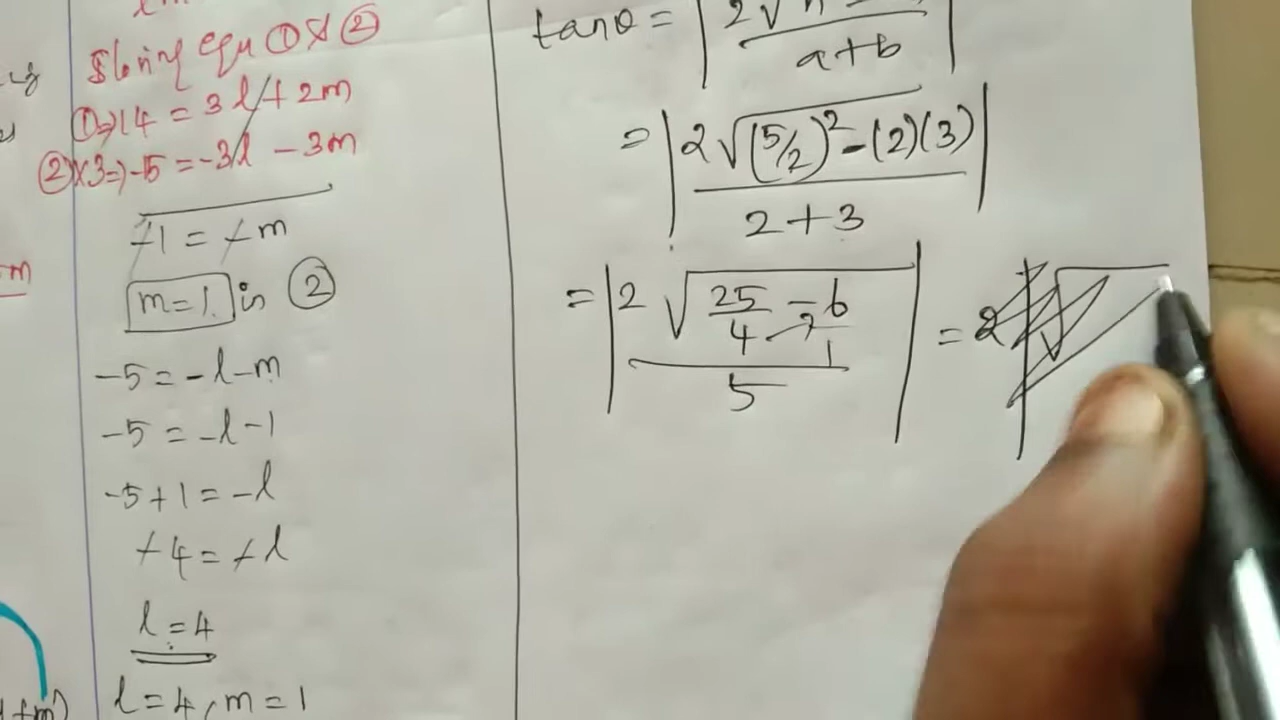 Solving equ ① & ②
①⇒ 14 = 3l + 2m
②×3⇒ -15 = -3l - 3m
-1 = -m
m=1. in ②
-5 = -l-m
-5 = -l-1
-5+1 = -l
-4 = -l
l = 4
l=4, m=1
m
tanθ = | 2√ / a+b |
= | 2√(5/2)² - (2)(3) / 2+3 |
= | 2 √ 25/4 - 6/1 / 5 | = 2